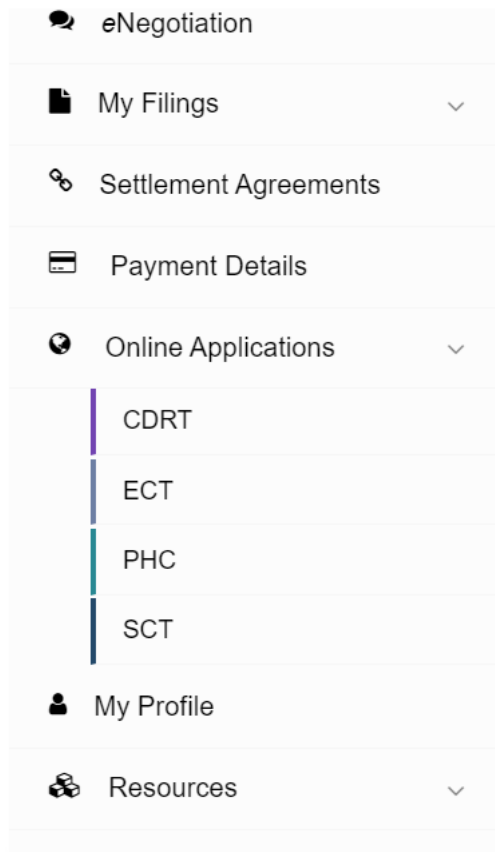 eNegotiation
My Filings
Settlement Agreements
Payment Details
Online Applications
CDRT
ECT
PHC
SCT
My Profile
Resources